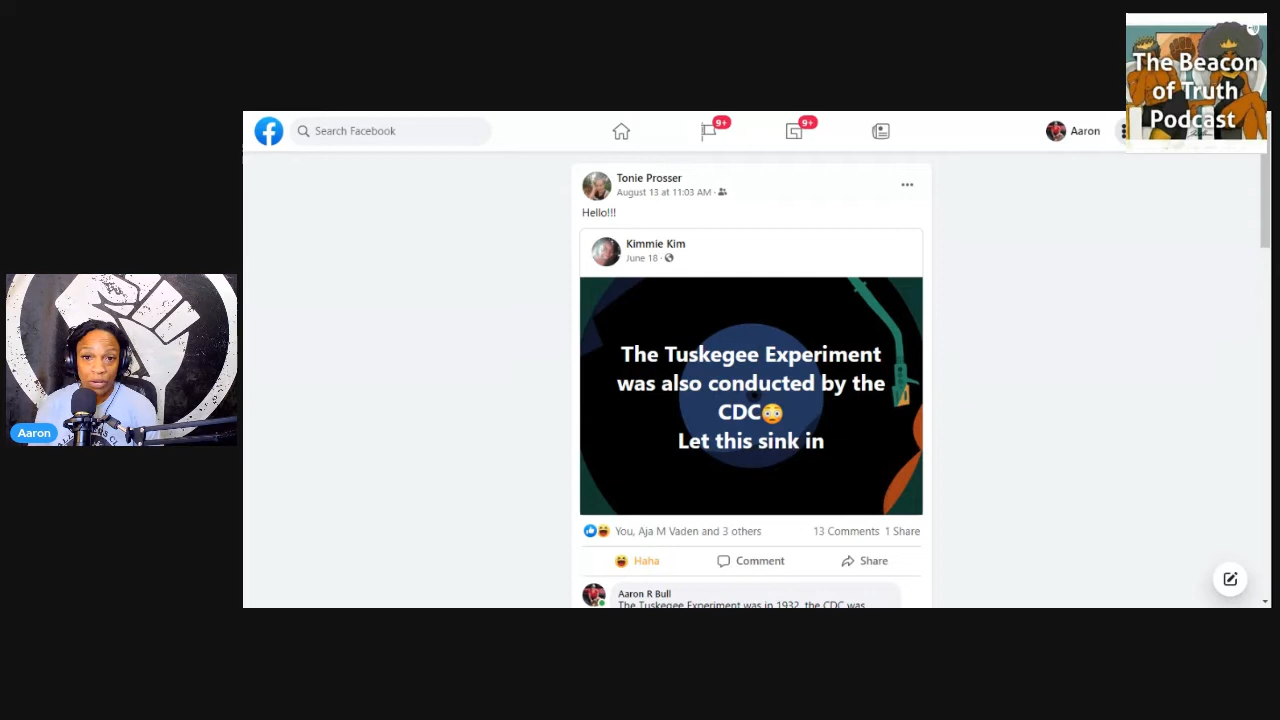 The Beacon
of Truth
Podcast
Search Facebook
9+
9+
Aaron
Tonie Prosser
August 13 at 11:03 AM ·
Hello!!!
Kimmie Kim
June 18 ·
The Tuskegee Experiment
was also conducted by the
CDC😳
Let this sink in
You, Aja M Vaden and 3 others
13 Comments 1 Share
Haha
Comment
Share
Aaron R Bull
The Tuskegee Experiment was in 1932, the CDC was
Aaron